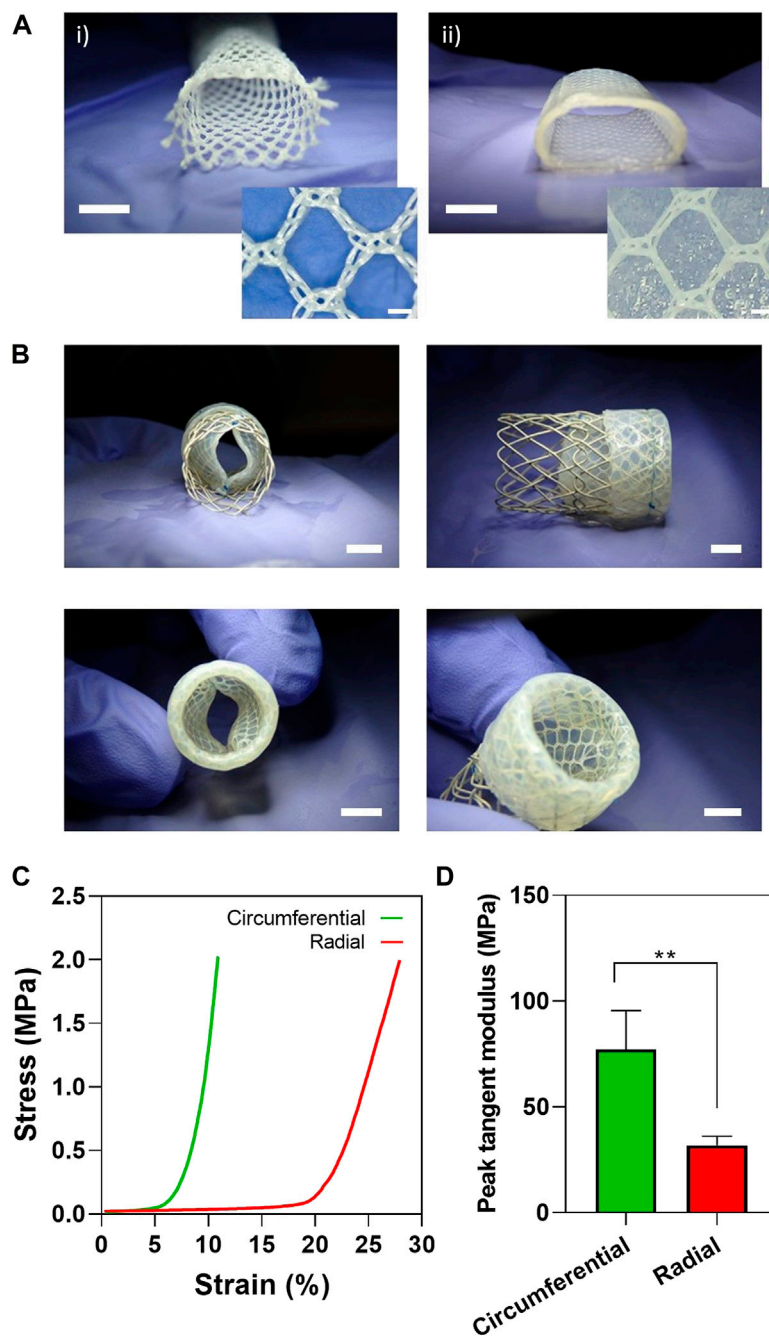 A
i)
ii)
B
C
Stress (MPa)
2.5
2.0
1.5
1.0
0.5
0.0
Circumferential
Radial
0 5 10 15 20 25 30
Strain (%)
D
Peak tangent modulus (MPa)
150
100
50
0
**
Circumferential
Radial